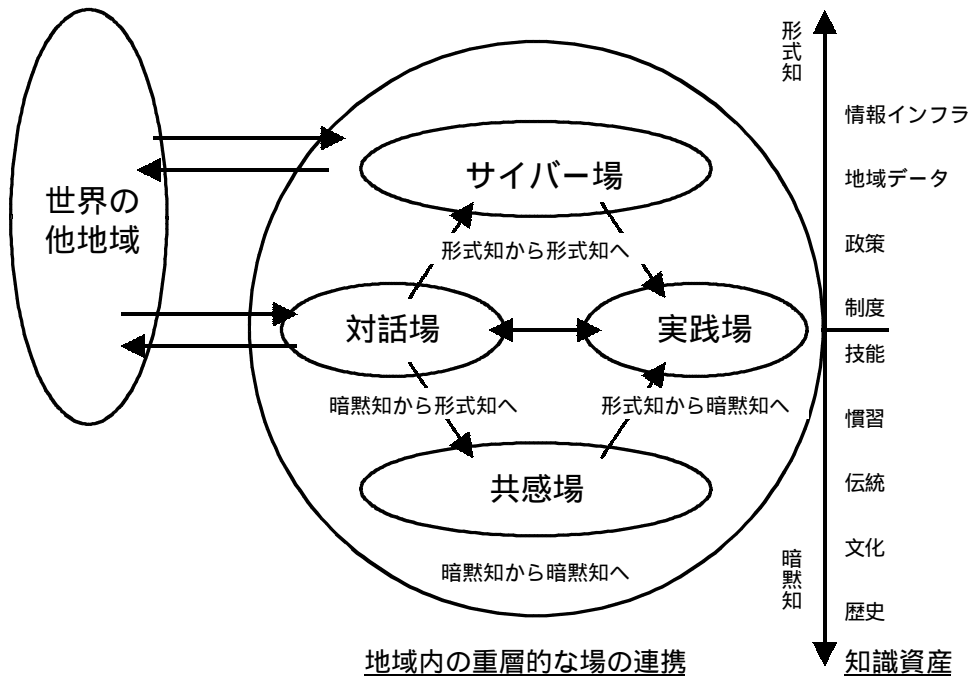 形式知
情報インフラ
サイバー場
地域データ
世界の
他地域
政策
形式知から形式知へ
制度
対話場
実践場
技能
暗黙知から形式知へ
形式知から暗黙知へ
慣習
共感場
伝統
文化
暗黙知から暗黙知へ
暗黙知
歴史
地域内の重層的な場の連携
知識資産